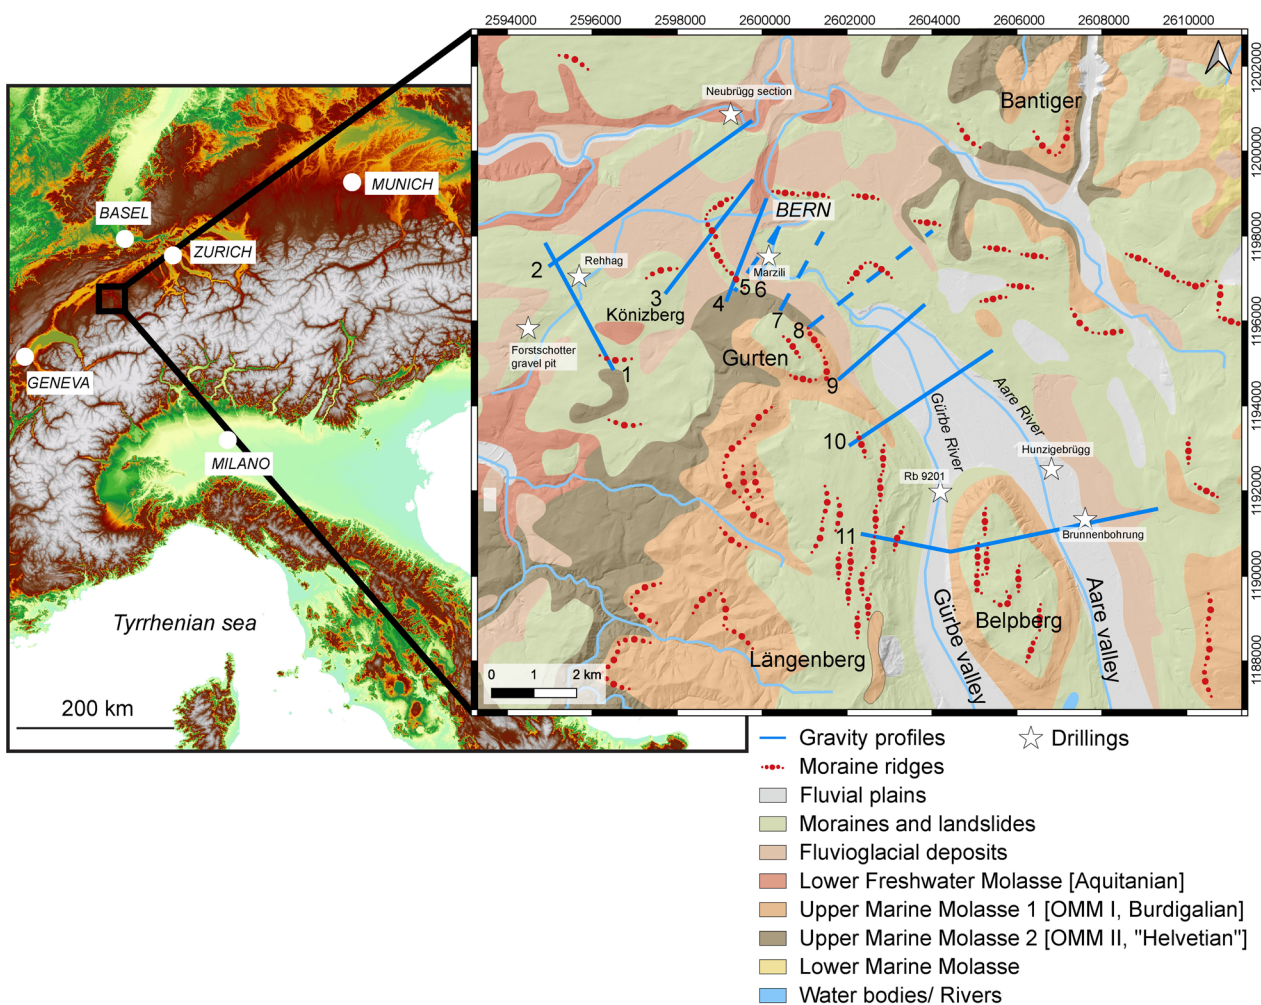 2594000
2596000
2598000
2600000
2602000
2604000
2606000
2608000
2610000
1202000
1200000
1198000
1196000
1194000
1192000
1190000
1188000
BASEL
MUNICH
ZURICH
GENEVA
MILANO
Tyrrhenian sea
200 km
Neubrügg section
Bantiger
BERN
Rehhag
Marzili
2
3
4
5
6
7
8
Könizberg
Forstschotter
gravel pit
Gurten
1
9
10
11
Gürbe River
Aare River
Hunzigebrügg
Rb 9201
Brunnenbohrung
Belpberg
Längenberg
Gürbe valley
Aare valley
0 1 2 km
Gravity profiles
Drillings
Moraine ridges
Fluvial plains
Moraines and landslides
Fluvioglacial deposits
Lower Freshwater Molasse [Aquitanian]
Upper Marine Molasse 1 [OMM I, Burdigalian]
Upper Marine Molasse 2 [OMM II, "Helvetian"]
Lower Marine Molasse
Water bodies/ Rivers